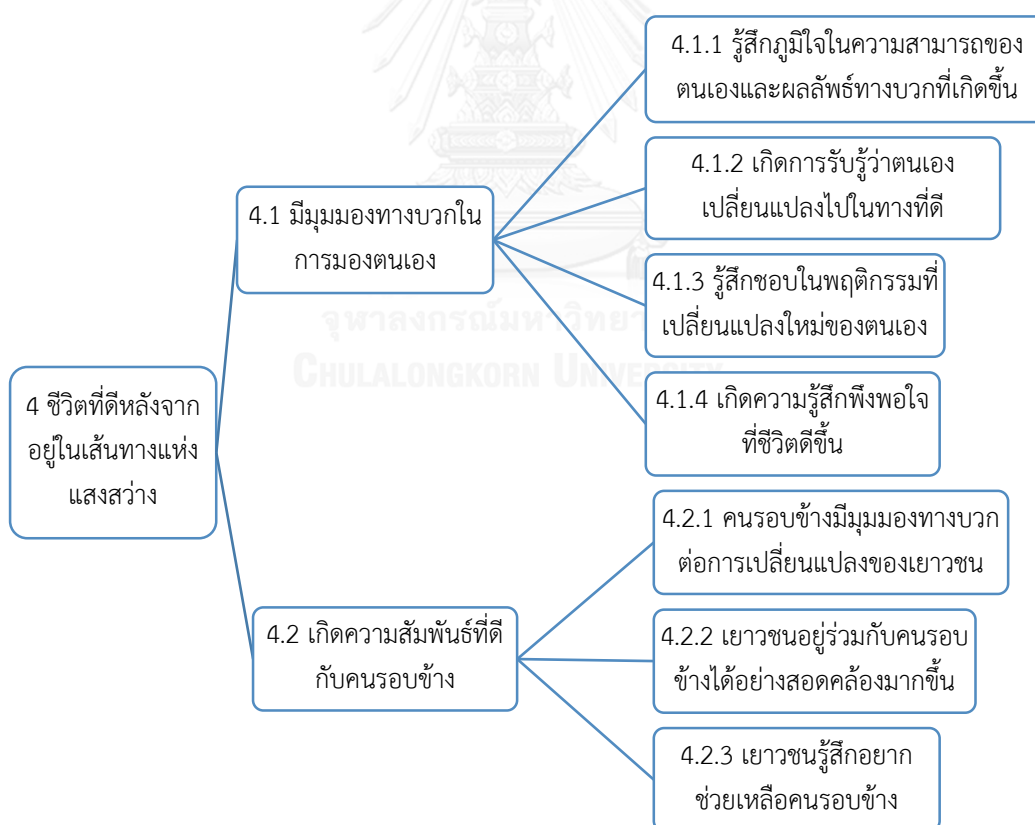 4 ชีวิตที่ดีหลังจาก
อยู่ในเส้นทางแห่ง
แสงสว่าง
4.1 มีมุมมองทางบวกใน
การมองตนเอง
4.1.1 รู้สึกภูมิใจในความสามารถของ
ตนเองและผลลัพธ์ทางบวกที่เกิดขึ้น
4.1.2 เกิดการรับรู้ว่าตนเอง
เปลี่ยนแปลงไปในทางที่ดี
4.1.3 รู้สึกชอบในพฤติกรรมที่
เปลี่ยนแปลงใหม่ของตนเอง
4.1.4 เกิดความรู้สึกพึงพอใจ
ที่ชีวิตดีขึ้น
4.2 เกิดความสัมพันธ์ที่ดี
กับคนรอบข้าง
4.2.1 คนรอบข้างมีมุมมองทางบวก
ต่อการเปลี่ยนแปลงของเยาวชน
4.2.2 เยาวชนอยู่ร่วมกับคนรอบ
ข้างได้อย่างสอดคล้องมากขึ้น
4.2.3 เยาวชนรู้สึกอยาก
ช่วยเหลือคนรอบข้าง
จุฬาลงกรณ์มหาวิทยา
CHULALONGKORN UNIVERSITY